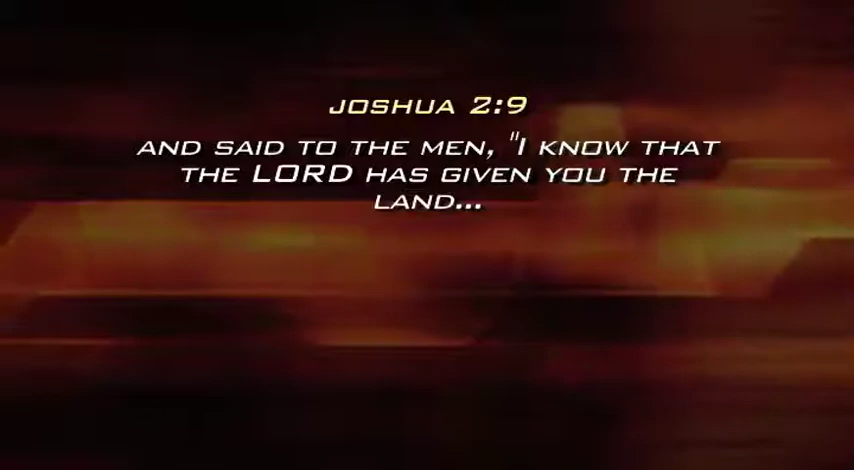 JOSHUA 2:9
AND SAID TO THE MEN, "I KNOW THAT
THE LORD HAS GIVEN YOU THE
LAND...